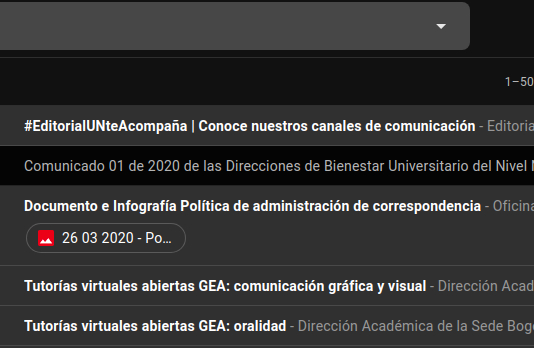 1–50
#EditorialUNteAcompaña | Conoce nuestros canales de comunicación - Editoria
Comunicado 01 de 2020 de las Direcciones de Bienestar Universitario del Nivel
Documento e Infografía Política de administración de correspondencia - Oficina
26 03 2020 - Po...
Tutorías virtuales abiertas GEA: comunicación gráfica y visual - Dirección Acad
Tutorías virtuales abiertas GEA: oralidad - Dirección Académica de la Sede Bog